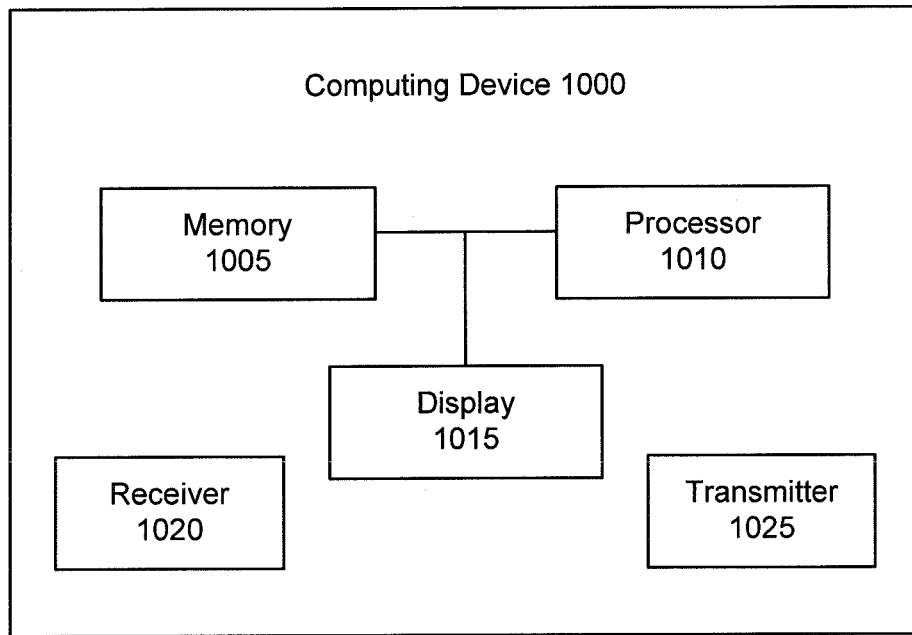 Computing Device 1000
Memory
1005
Processor
1010
Display
1015
Receiver
1020
Transmitter
1025